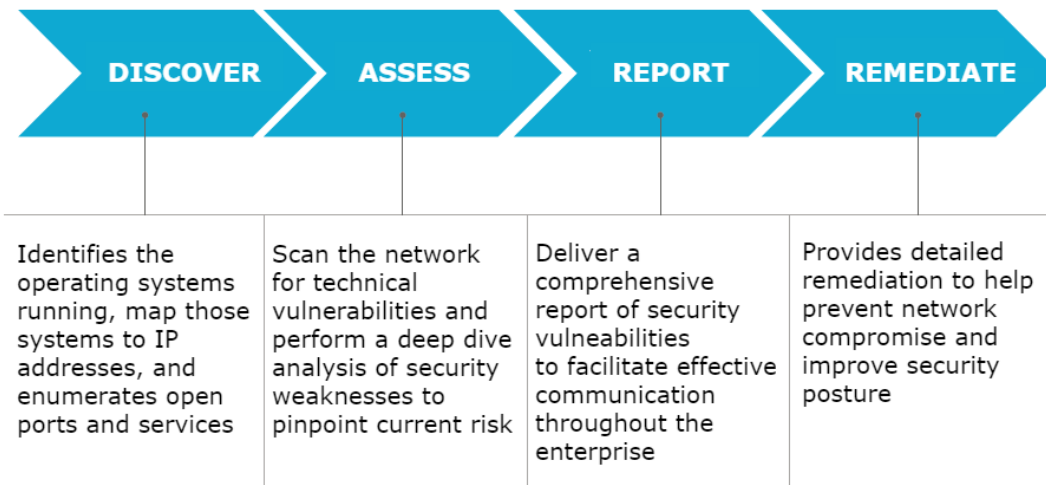 DISCOVER
ASSESS
REPORT
REMEDIATE
Identifies the
operating systems
running, map those
systems to IP
addresses, and
enumerates open
ports and services
Scan the network
for technical
vulnerabilities and
perform a deep dive
analysis of security
weaknesses to
pinpoint current risk
Deliver a
comprehensive
report of security
vulneabilities
to facilitate effective
communication
throughout the
enterprise
Provides detailed
remediation to help
prevent network
compromise and
improve security
posture